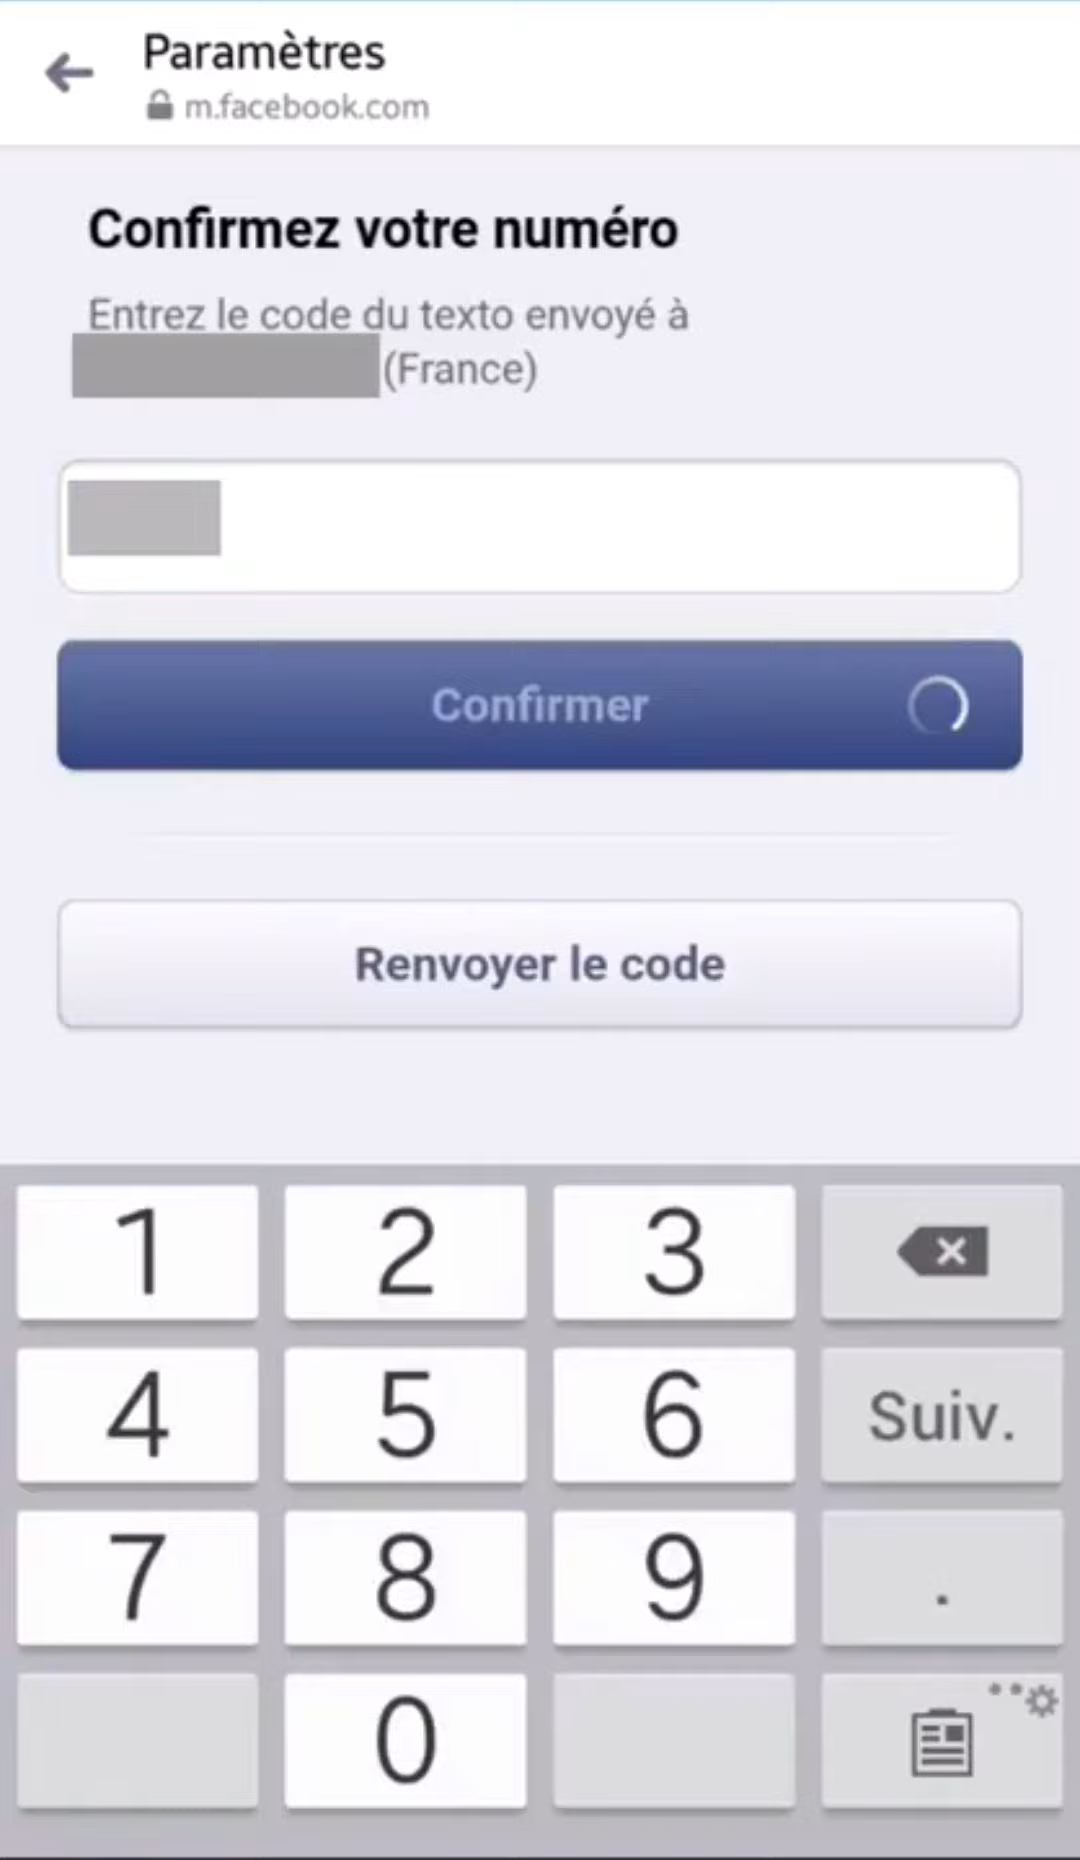 Paramètres
m.facebook.com
Confirmez votre numéro
Entrez le code du texto envoyé à
(France)
Confirmer
Renvoyer le code
1 2 3
4 5 6 Suiv.
7 8 9 .
0